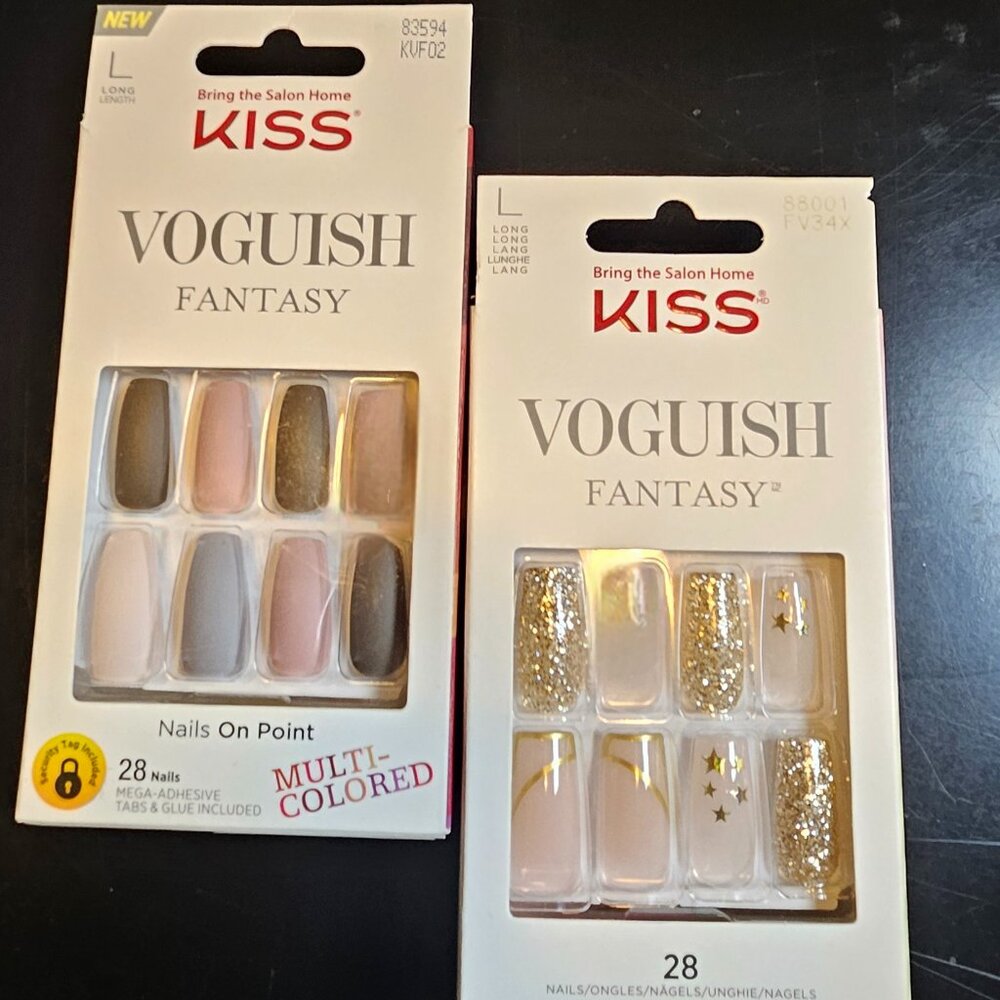 NEW
83594
KVF02
L
LONG
LENGTH
Bring the Salon Home
KISS®
VOGUISH
FANTASY
Nails On Point
Security Tag Included
28 Nails
MEGA-ADHESIVE
TABS & GLUE INCLUDED
MULTI-
COLORED
L
LONG
LONG
LANG
LUNGHE
LANG
88001
FV34X
Bring the Salon Home
KISS®
MD
VOGUISH
FANTASY™
28
NAILS/ONGLES/NÄGELS/UNGHIE/NAGELS